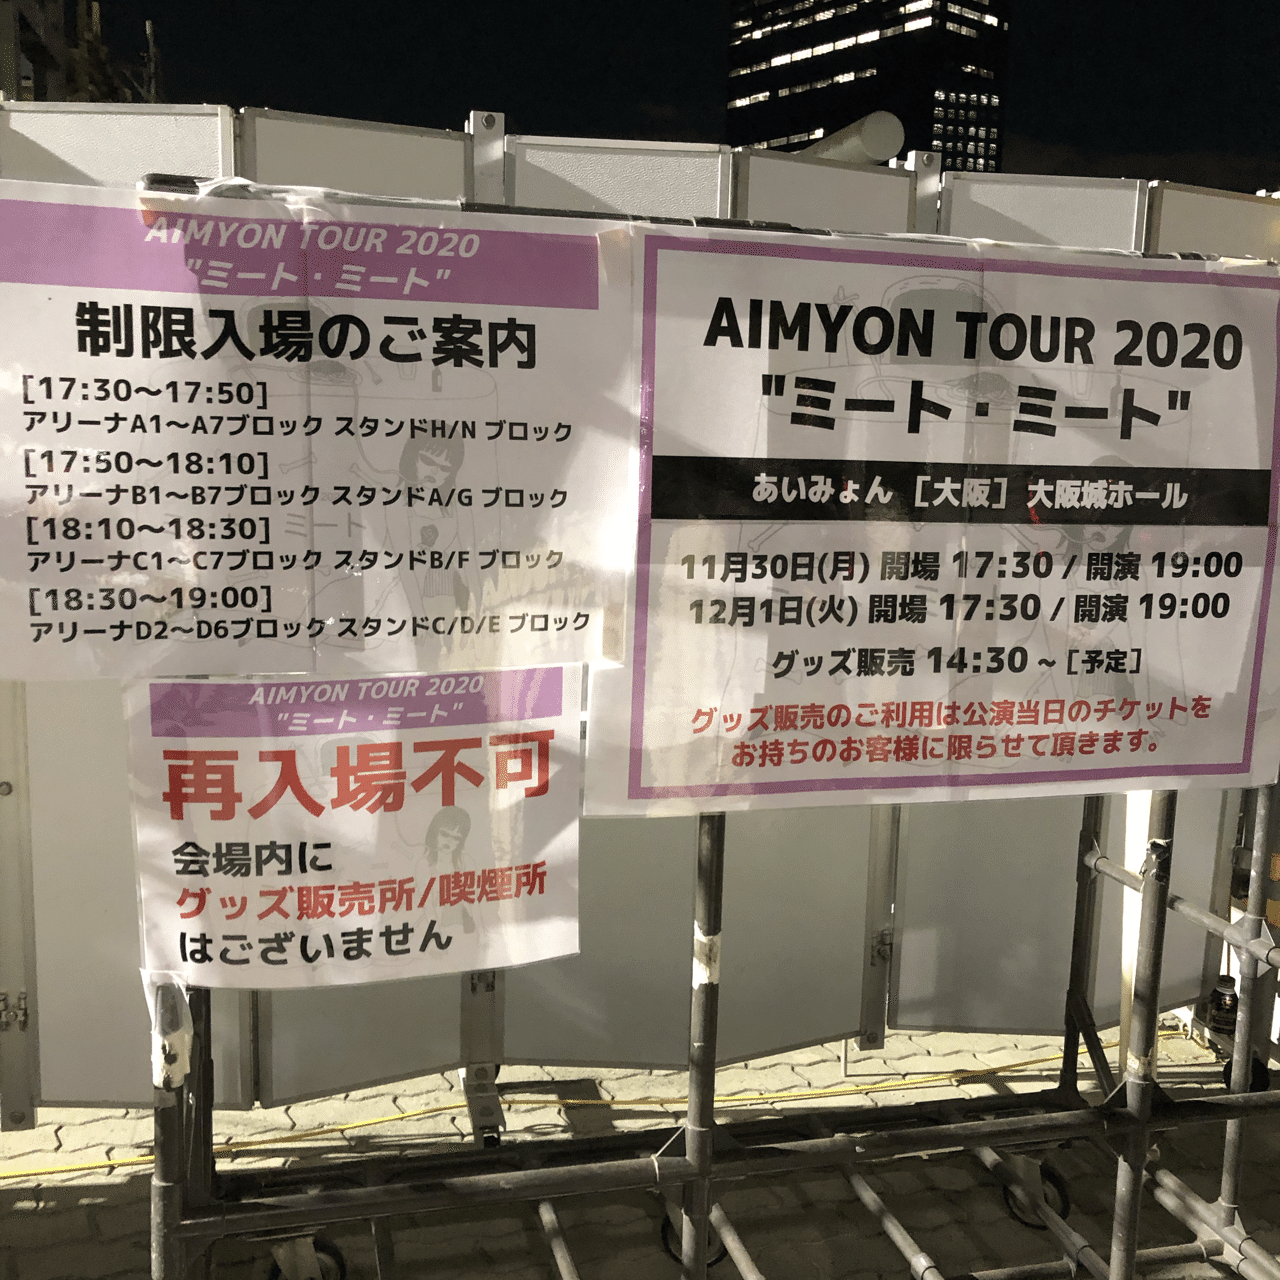 AIMYON TOUR 2020
"ミート・ミート"
制限入場のご案内
[17:30〜17:50]
アリーナA1〜A7ブロック スタンドH/N ブロック
[17:50〜18:10]
アリーナB1〜B7ブロック スタンドA/G ブロック
[18:10〜18:30]
アリーナC1〜C7ブロック スタンドB/F ブロック
[18:30〜19:00]
アリーナD2〜D6ブロック スタンドC/D/E ブロック
AIMYON TOUR 2020
"ミート・ミート"
再入場不可
会場内に
グッズ販売所/喫煙所
はございません
AIMYON TOUR 2020
"ミート・ミート"
あいみょん [大阪] 大阪城ホール
11月30日(月) 開場 17:30 / 開演 19:00
12月1日(火) 開場 17:30 / 開演 19:00
グッズ販売 14:30 ~ [予定]
グッズ販売のご利用は公演当日のチケットを
お持ちのお客様に限らせて頂きます。